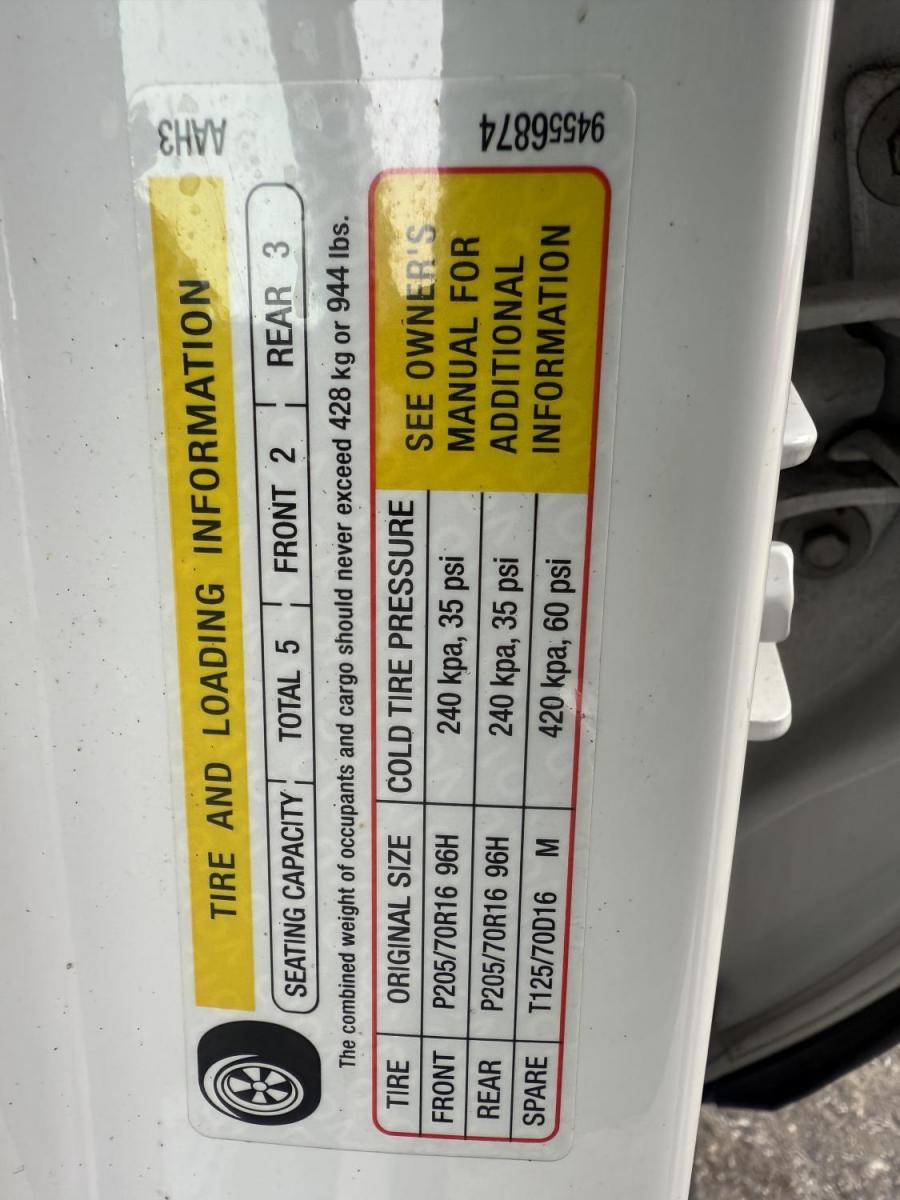 TIRE AND LOADING INFORMATION
SEATING CAPACITY TOTAL 5 FRONT 2 REAR 3
The combined weight of occupants and cargo should never exceed 428 kg or 944 lbs.
TIRE ORIGINAL SIZE COLD TIRE PRESSURE
FRONT P205/70R16 96H 240 kpa, 35 psi
REAR P205/70R16 96H 240 kpa, 35 psi
SPARE T125/70D16 M 420 kpa, 60 psi
SEE OWNER'S
MANUAL FOR
ADDITIONAL
INFORMATION
AAH3
94556874